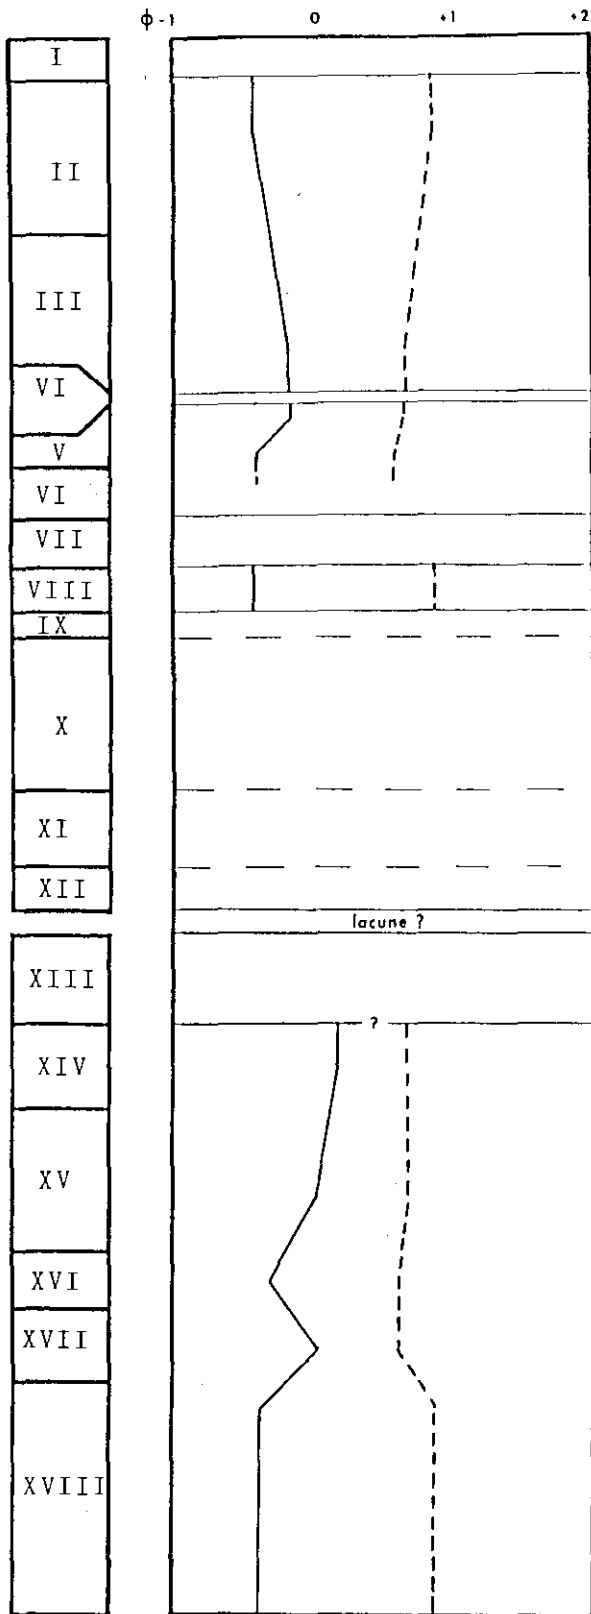 ϕ -1 0 +1 +2
I
II
III
VI
V
VI
VII
VIII
IX
X
XI
XII
lacune ?
XIII
?
XIV
XV
XVI
XVII
XVIII